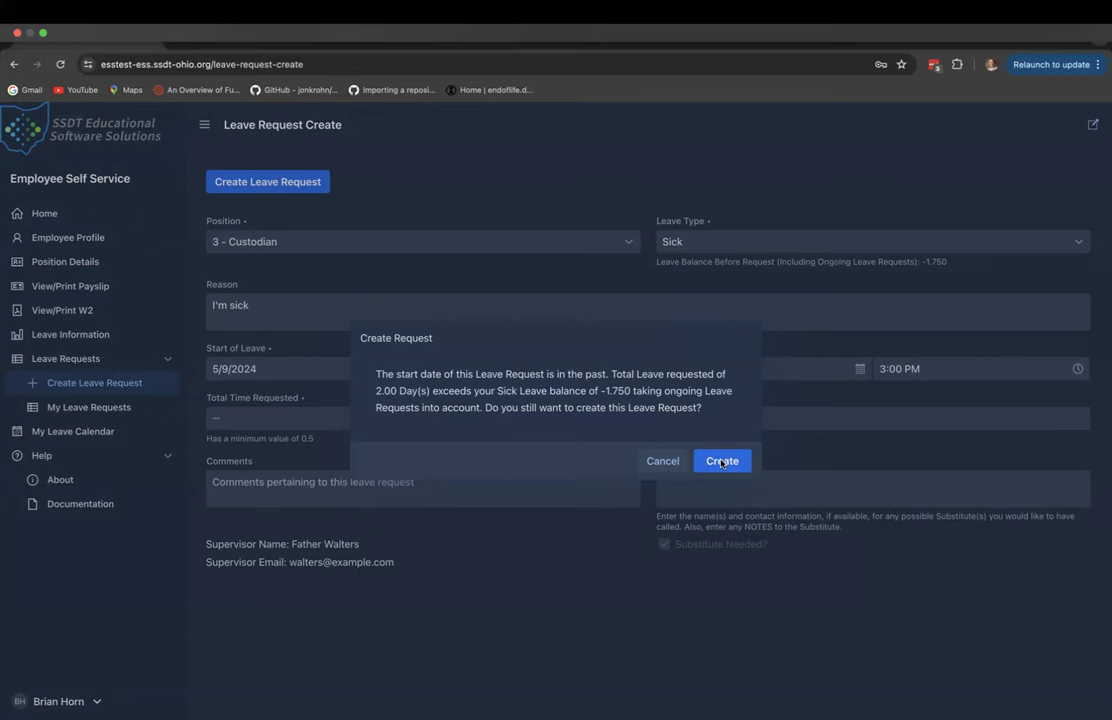 esstest-ess.ssdt-ohio.org/leave-request-create
3
Relaunch to update
Gmail
YouTube
Maps
An Overview of Fu...
GitHub - jonkrohn/...
Importing a reposi...
Home | endoflife.d...
SSDT Educational
Software Solutions
Leave Request Create
Employee Self Service
Create Leave Request
Home
Employee Profile
Position Details
View/Print Payslip
View/Print W2
Leave Information
Leave Requests
Create Leave Request
My Leave Requests
My Leave Calendar
Help
About
Documentation
BH Brian Horn
Position •
3 - Custodian
Leave Type •
Sick
Leave Balance Before Request (Including Ongoing Leave Requests): -1.750
Reason
I'm sick
Start of Leave •
5/9/2024
3:00 PM
Total Time Requested •
—
Has a minimum value of 0.5
Comments
Comments pertaining to this leave request
Enter the name(s) and contact information, if available, for any possible Substitute(s) you would like to have
called. Also, enter any NOTES to the Substitute.
Substitute Needed?
Supervisor Name: Father Walters
Supervisor Email: walters@example.com
Create Request
The start date of this Leave Request is in the past. Total Leave requested of
2.00 Day(s) exceeds your Sick Leave balance of -1.750 taking ongoing Leave
Requests into account. Do you still want to create this Leave Request?
Cancel
Create